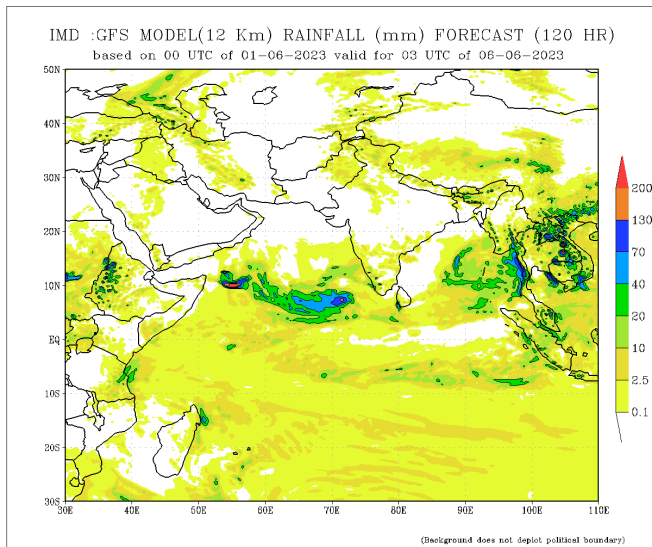 IMD :GFS MODEL(12 Km) RAINFALL (mm) FORECAST (120 HR)
based on 00 UTC of 01-06-2023 valid for 03 UTC of 06-06-2023
50N
40N
30N
20N
10N
EQ
10S
20S
30S
30E 40E 50E 60E 70E 80E 90E 100E 110E
200
130
70
40
20
10
2.5
0.1
(Background does not depict political boundary)